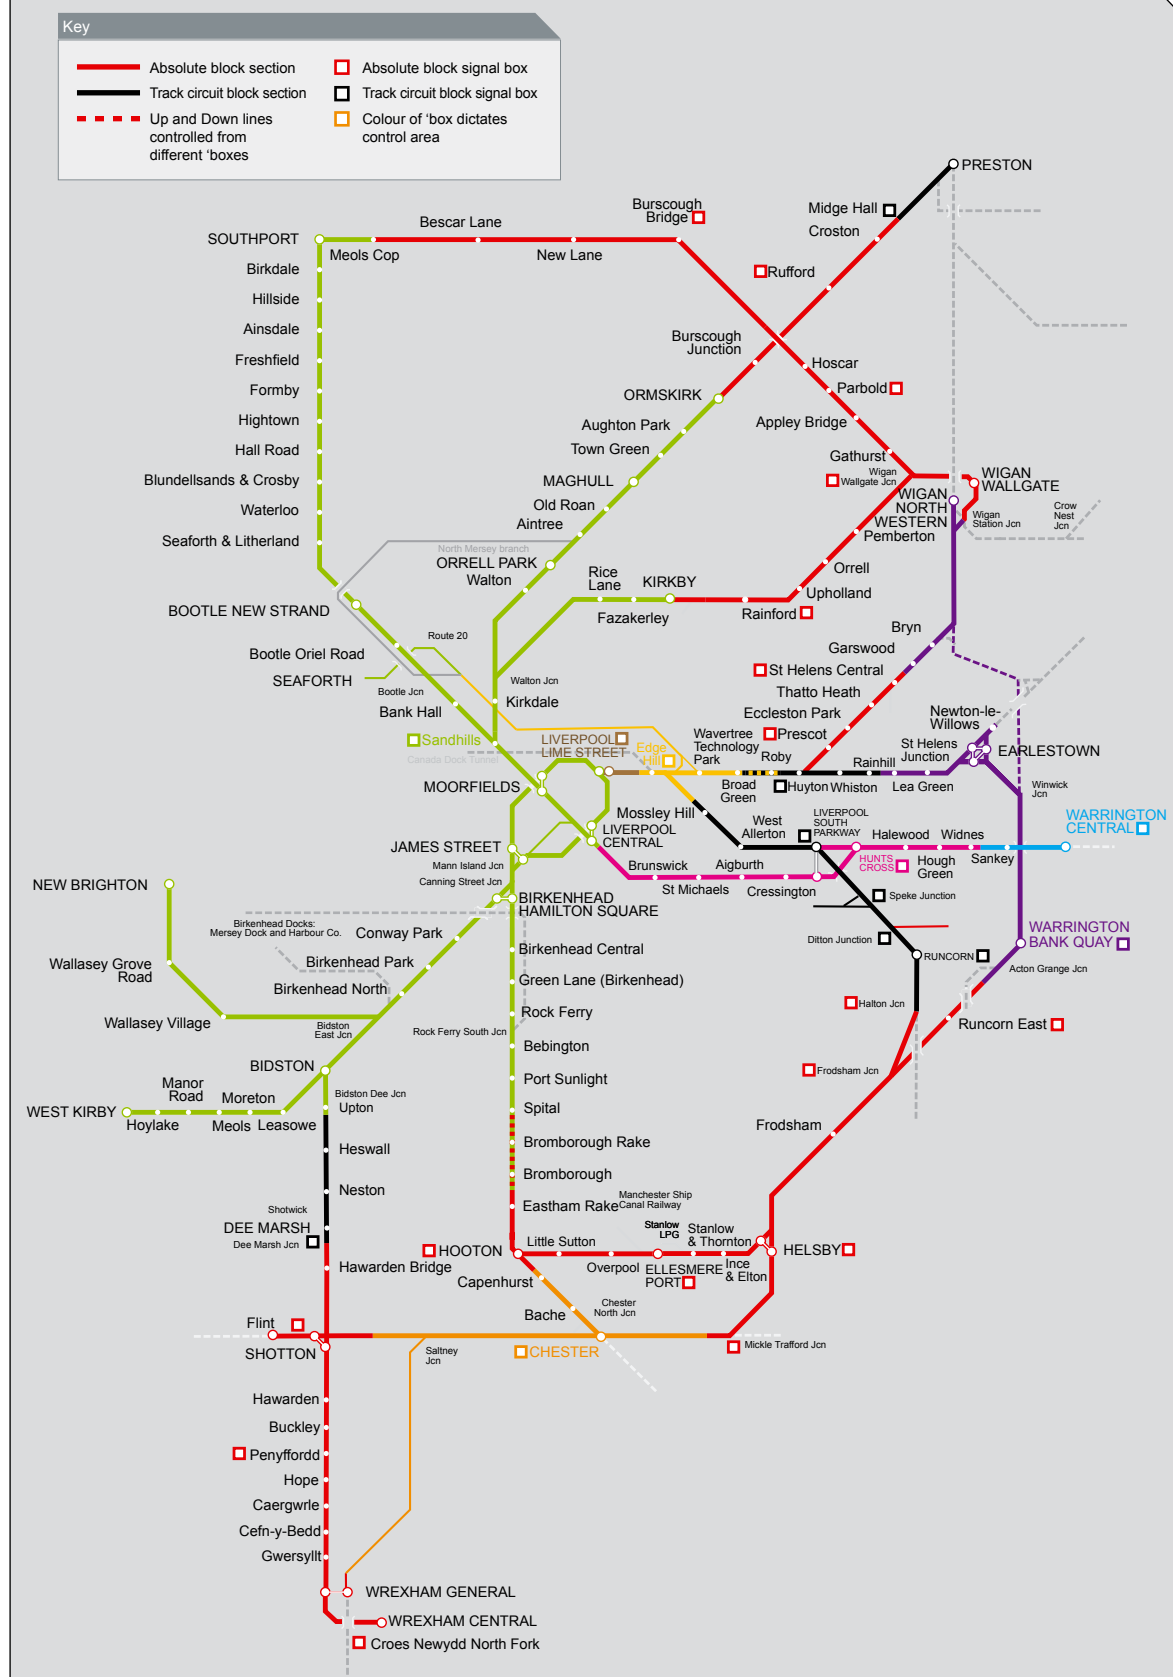 Key
Absolute block section
Absolute block signal box
Track circuit block section
Track circuit block signal box
Up and Down lines
controlled from
different ‘boxes
Colour of ‘box dictates
control area
PRESTON
Midge Hall
Croston
Burscough
Bridge
Bescar Lane
SOUTHPORT
Meols Cop
New Lane
Birkdale
Rufford
Hillside
Ainsdale
Burscough
Junction
Freshfield
Hoscar
Formby
Parbold
ORMSKIRK
Hightown
Aughton Park
Appley Bridge
Hall Road
Town Green
Gathurst
Blundellsands & Crosby
MAGHULL
Wigan
Wallgate Jcn
WIGAN
WALLGATE
Waterloo
Old Roan
WIGAN
NORTH
WESTERN
Wigan
Station Jcn
Crow
Nest
Jcn
Aintree
Pemberton
Seaforth & Litherland
North Mersey branch
ORRELL PARK
Walton
Rice
Lane
KIRKBY
Orrell
Upholland
BOOTLE NEW STRAND
Fazakerley
Rainford
Route 20
Bryn
Bootle Oriel Road
Garswood
SEAFORTH
Walton Jcn
St Helens Central
Bootle Jcn
Thatto Heath
Bank Hall
Kirkdale
Eccleston Park
Newton-le-
Willows
Sandhills
LIVERPOOL
LIME STREET
Edge
Hill
Wavertree
Technology
Park
Prescot
Roby
St Helens
Junction
EARLESTOWN
Canada Dock Tunnel
Rainhill
MOORFIELDS
Broad
Green
Huyton
Whiston
Lea Green
Winwick
Jcn
Mossley Hill
West
Allerton
LIVERPOOL
SOUTH
PARKWAY
Halewood
Widnes
WARRINGTON
CENTRAL
LIVERPOOL
CENTRAL
JAMES STREET
Mann Island Jcn
Brunswick
Aigburth
HUNTS
CROSS
Hough
Green
Sankey
Canning Street Jcn
St Michaels
Cressington
NEW BRIGHTON
BIRKENHEAD
HAMILTON SQUARE
Speke Junction
Birkenhead Docks:
Mersey Dock and Harbour Co.
Conway Park
WARRINGTON
BANK QUAY
Ditton Junction
Birkenhead Central
Wallasey Grove
Road
Birkenhead Park
RUNCORN
Acton Grange Jcn
Birkenhead North
Green Lane (Birkenhead)
Halton Jcn
Wallasey Village
Bidston
East Jcn
Rock Ferry
Runcorn East
Rock Ferry South Jcn
Bebington
BIDSTON
Frodsham Jcn
Manor
Road
Moreton
Bidston Dee Jcn
Port Sunlight
WEST KIRBY
Upton
Spital
Hoylake
Meols
Leasowe
Frodsham
Heswall
Bromborough Rake
Neston
Bromborough
Shotwick
Eastham Rake
Manchester Ship
Canal Railway
DEE MARSH
Dee Marsh Jcn
Stanlow
LPG
Stanlow
& Thornton
HOOTON
Little Sutton
HELSBY
Hawarden Bridge
Overpool
ELLESMERE
PORT
Ince
& Elton
Capenhurst
Chester
North Jcn
Flint
Bache
SHOTTON
Saltney
Jcn
CHESTER
Mickle Trafford Jcn
Hawarden
Buckley
Penyffordd
Hope
Caergwrle
Cefn-y-Bedd
Gwersyllt
WREXHAM GENERAL
WREXHAM CENTRAL
Croes Newydd North Fork